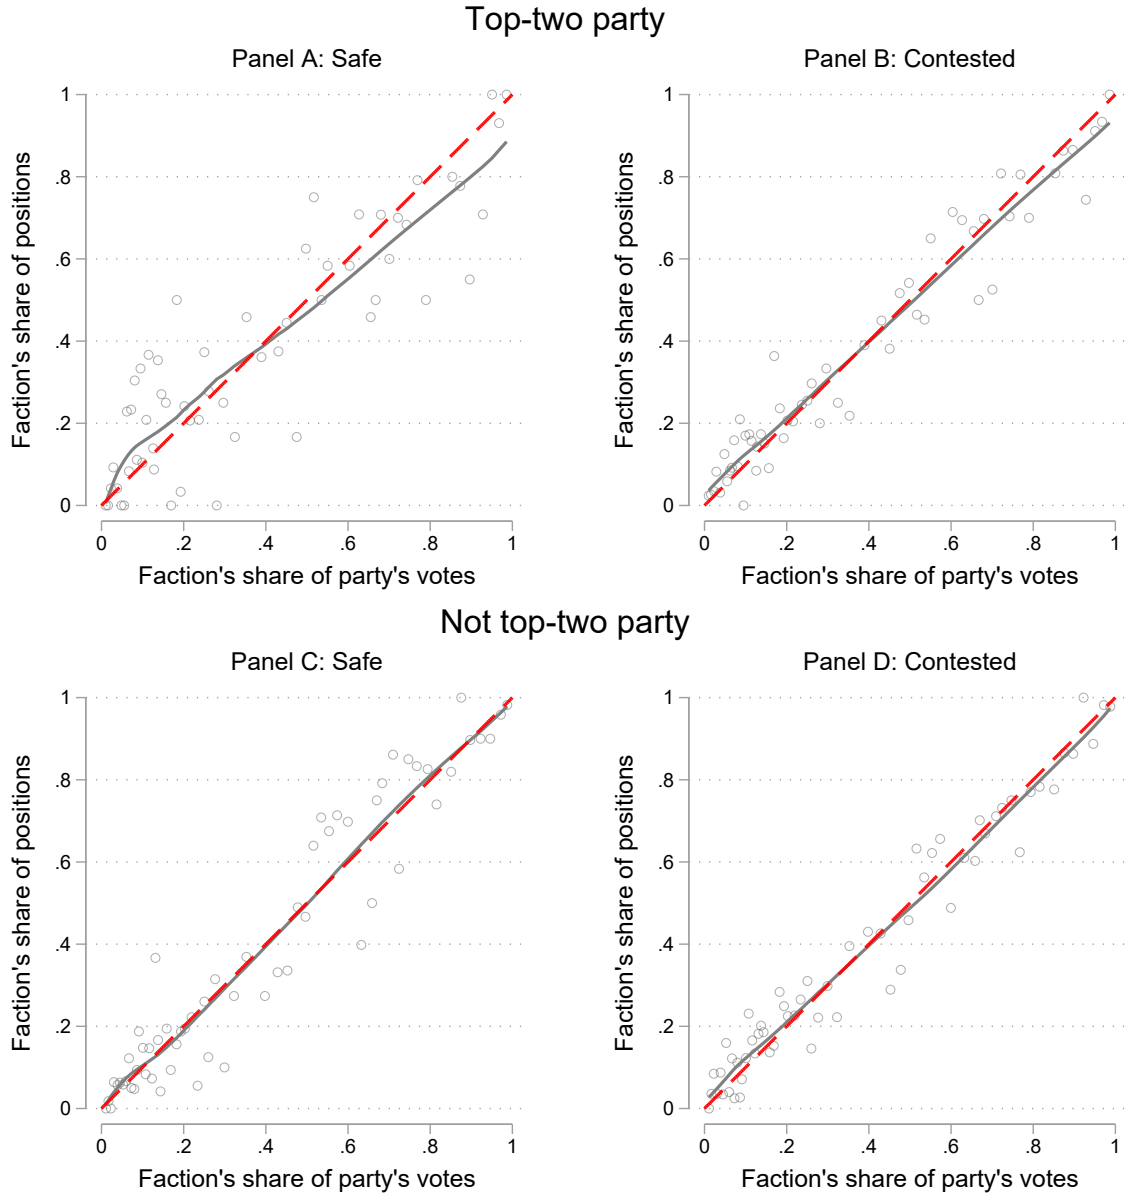 Top-two party
Panel A: Safe
Panel B: Contested
Faction's share of positions
1
.8
.6
.4
.2
0
0 .2 .4 .6 .8 1
Faction's share of party's votes
Faction's share of positions
1
.8
.6
.4
.2
0
0 .2 .4 .6 .8 1
Faction's share of party's votes
Not top-two party
Panel C: Safe
Panel D: Contested
Faction's share of positions
1
.8
.6
.4
.2
0
0 .2 .4 .6 .8 1
Faction's share of party's votes
Faction's share of positions
1
.8
.6
.4
.2
0
0 .2 .4 .6 .8 1
Faction's share of party's votes